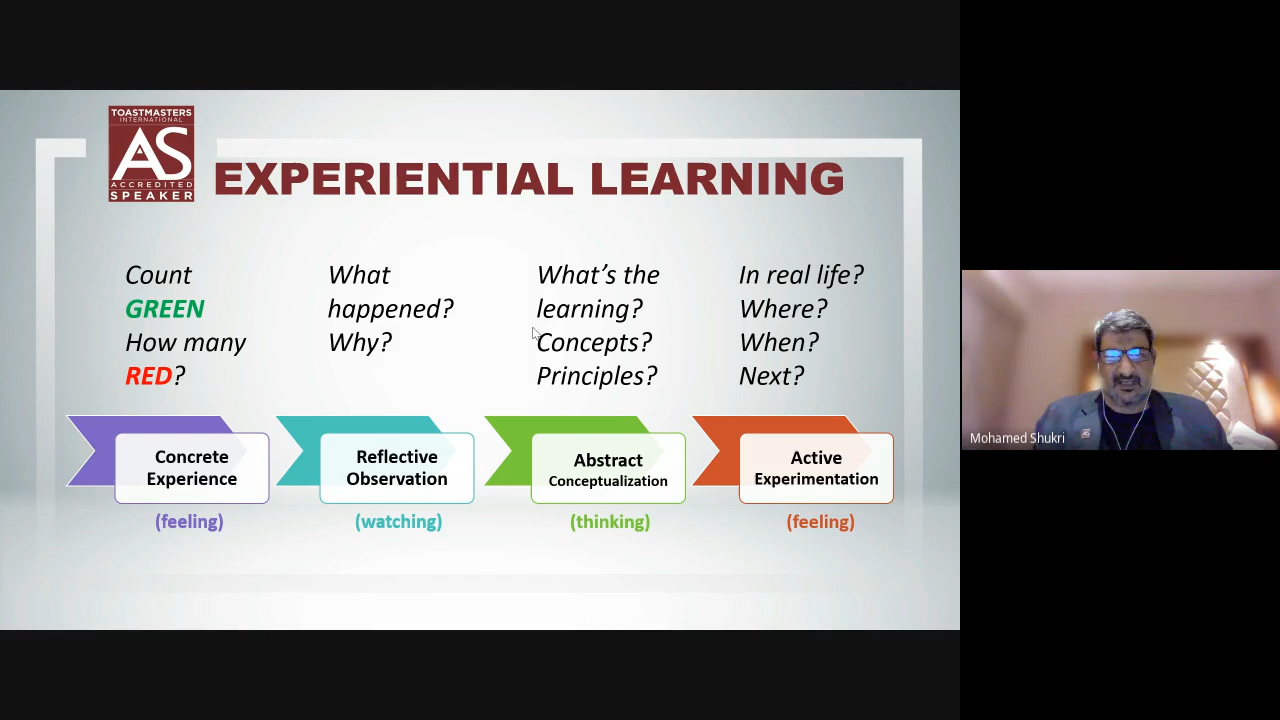 TOASTMASTERS
INTERNATIONAL
AS
ACCREDITED
SPEAKER
EXPERIENTIAL LEARNING
Count
GREEN
How many
RED?
What
happened?
Why?
What's the
learning?
Concepts?
Principles?
In real life?
Where?
When?
Next?
Concrete
Experience
(feeling)
Reflective
Observation
(watching)
Abstract
Conceptualization
(thinking)
Active
Experimentation
(feeling)
Mohamed Shukri
AS